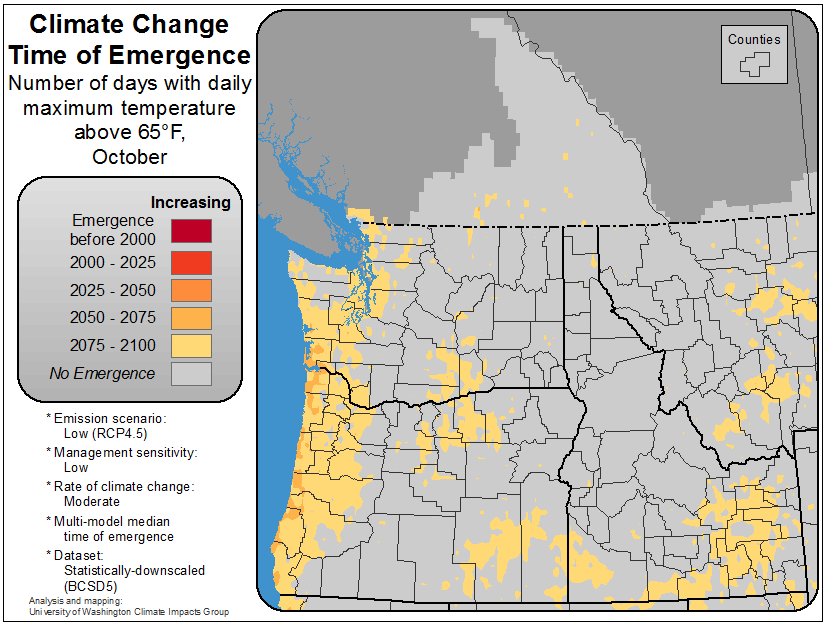 Climate Change
Time of Emergence
Number of days with daily
maximum temperature
above 65°F,
October
Counties
Increasing
Emergence
before 2000
2000 - 2025
2025 - 2050
2050 - 2075
2075 - 2100
No Emergence
* Emission scenario:
Low (RCP4.5)
* Management sensitivity:
Low
* Rate of climate change:
Moderate
* Multi-model median
time of emergence
* Dataset:
Statistically-downscaled
(BCSD5)
Analysis and mapping:
University of Washington Climate Impacts Group